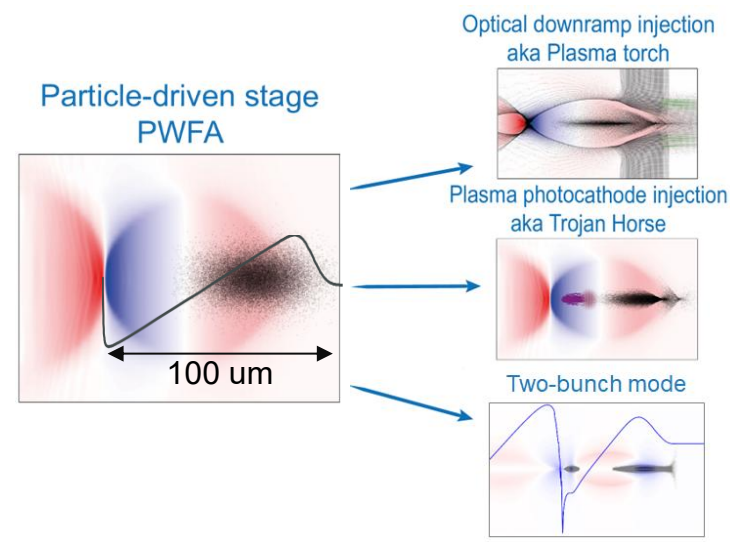 Optical downramp injection
aka Plasma torch
Particle-driven stage
PWFA
Plasma photocathode injection
aka Trojan Horse
100 um
Two-bunch mode